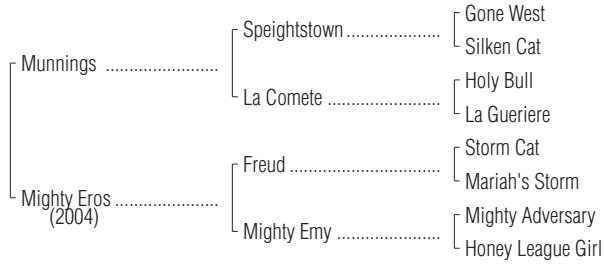 Gone West
Speightstown
Silken Cat
Munnings
Holy Bull
La Comete
La Gueriere
Storm Cat
Freud
Mariah's Storm
Mighty Eros
(2004)
Mighty Adversary
Mighty Emy
Honey League Girl